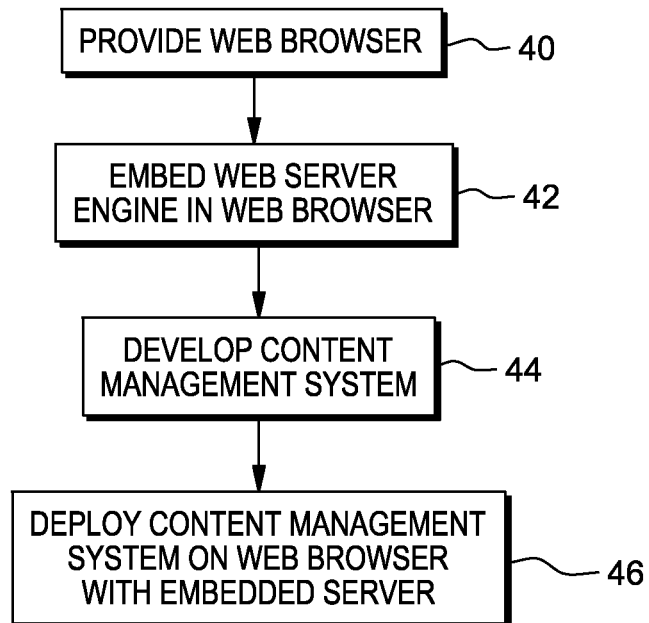 PROVIDE WEB BROWSER
40
EMBED WEB SERVER
ENGINE IN WEB BROWSER
42
DEVELOP CONTENT
MANAGEMENT SYSTEM
44
DEPLOY CONTENT MANAGEMENT
SYSTEM ON WEB BROWSER
WITH EMBEDDED SERVER
46